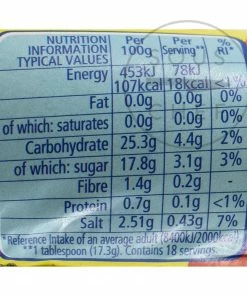 NUTRITION INFORMATION TYPICAL VALUES Per 100g Per Serving** % RI*
Energy 453kJ 78kJ
107kcal 18kcal <1%
Fat 0.0g 0.0g 0%
of which: saturates 0.0g 0.0g 0%
Carbohydrate 25.3g 4.4g 2%
of which: sugar 17.8g 3.1g 3%
Fibre 1.4g 0.2g -
Protein 0.7g 0.1g <1%
Salt 2.51g 0.43g 7%
*Reference Intake of an average adult (8400kJ/2000kcal)
**1 tablespoon (17.3g). Contains 18 servings.